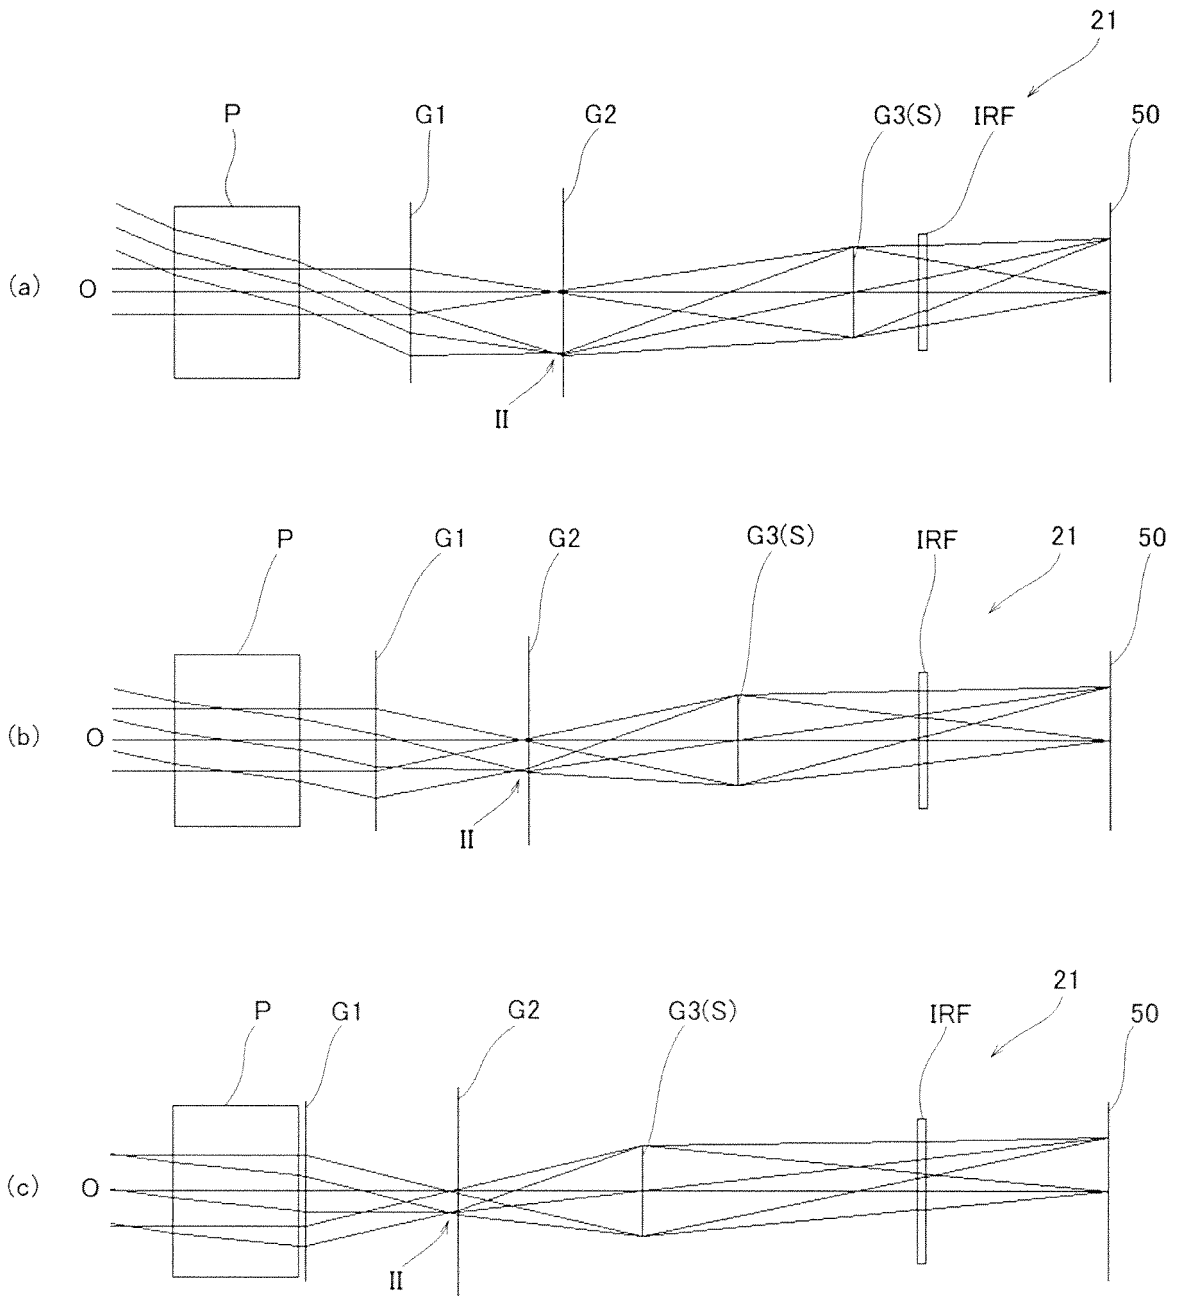 21
P G1 G2 G3(S) IRF 50
(a) O
II
P G1 G2 G3(S) IRF 21 50
(b) O
II
21
P G1 G2 G3(S) IRF 50
(c) O
II